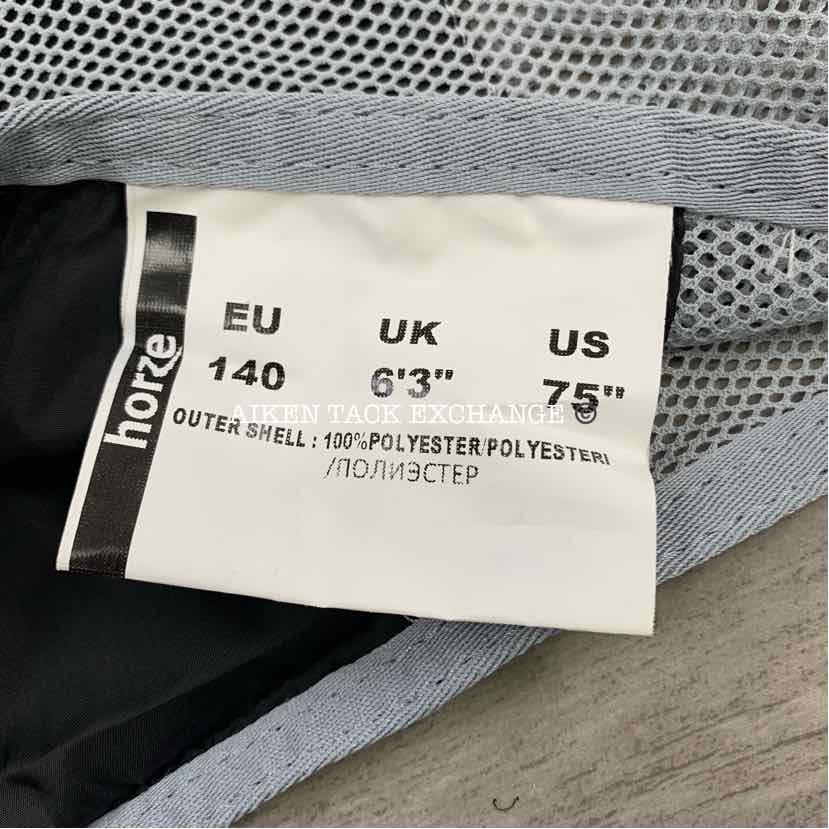 horze
EU UK US
140 6'3" 75"
AIKEN TACK EXCHANGE
OUTER SHELL : 100%POLYESTER/POLYESTERI
/ПОЛИЭСТЕР